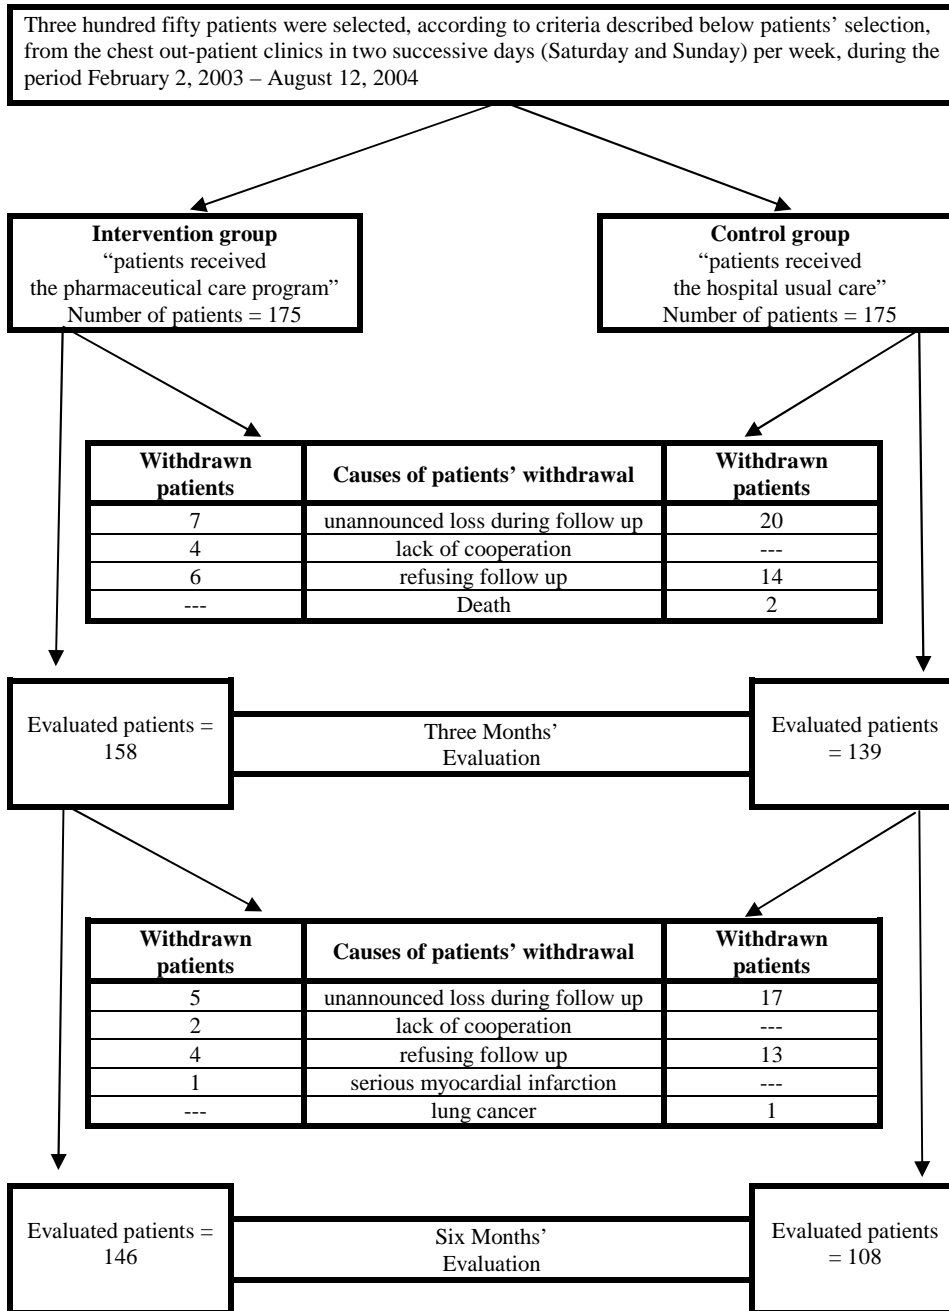 Three hundred fifty patients were selected, according to criteria described below patients’ selection,
from the chest out-patient clinics in two successive days (Saturday and Sunday) per week, during the
period February 2, 2003 – August 12, 2004
Intervention group
“patients received
the pharmaceutical care program”
Number of patients = 175
Control group
“patients received
the hospital usual care”
Number of patients = 175
Withdrawn
patients
Causes of patients’ withdrawal
Withdrawn
patients
7 unannounced loss during follow up 20
4 lack of cooperation ---
6 refusing follow up 14
--- Death 2
Evaluated patients =
158
Three Months’
Evaluation
Evaluated patients
= 139
Withdrawn
patients
Causes of patients’ withdrawal
Withdrawn
patients
5 unannounced loss during follow up 17
2 lack of cooperation ---
4 refusing follow up 13
1 serious myocardial infarction ---
--- lung cancer 1
Evaluated patients =
146
Six Months’
Evaluation
Evaluated patients
= 108